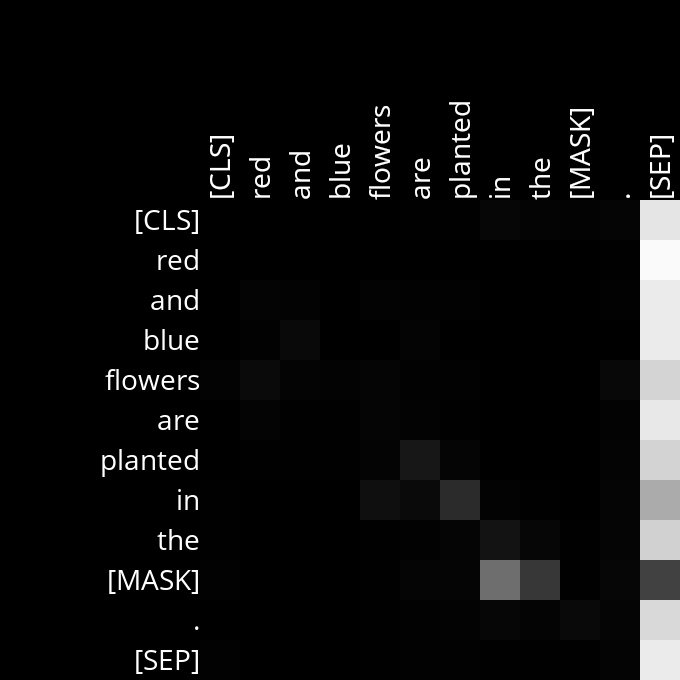 [CLS] red and blue flowers are planted in the [MASK] . [SEP]
[CLS]
red
and
blue
flowers
are
planted
in
the
[MASK]
.
[SEP]